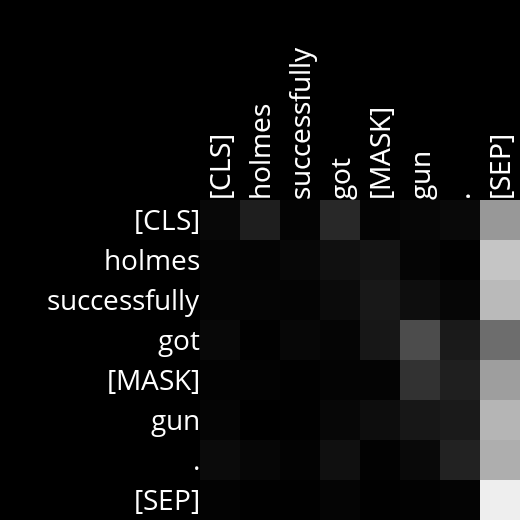 [CLS]
holmes
successfully
got
[MASK]
gun
.
[SEP]
[CLS]
holmes
successfully
got
[MASK]
gun
.
[SEP]